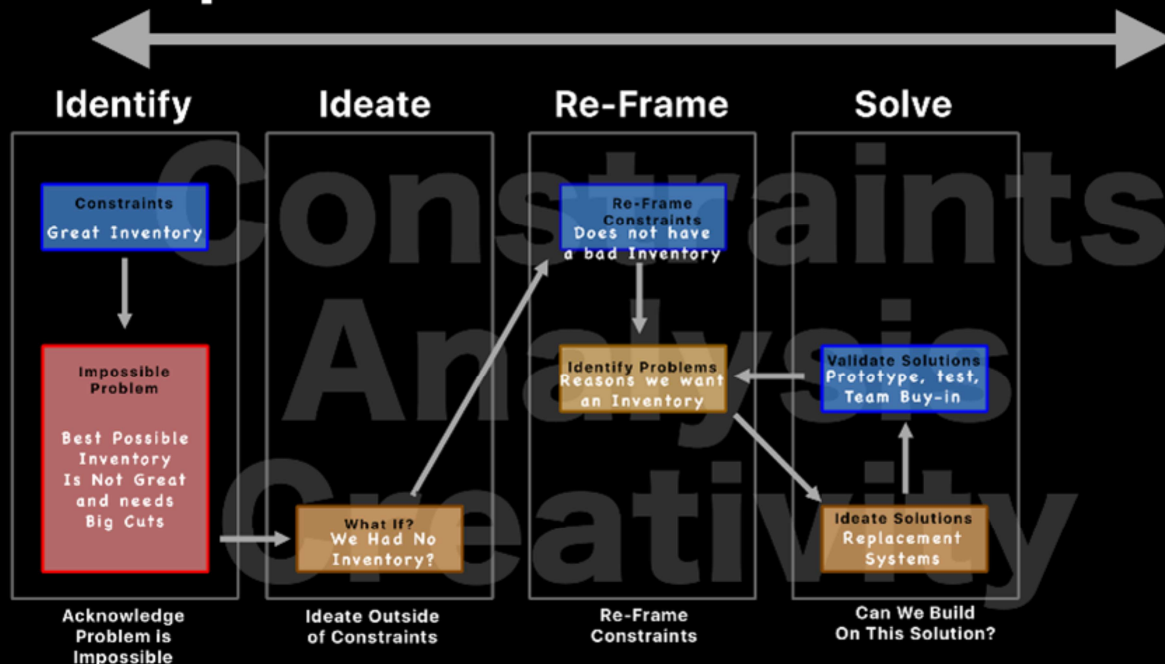 Identify
Ideate
Re-Frame
Solve
Constraints
Analysis
Creativity
Constraints
Great Inventory
Impossible
Problem
Best Possible
Inventory
Is Not Great
and needs
Big Cuts
Acknowledge
Problem is
Impossible
What If?
We Had No
Inventory?
Ideate Outside
of Constraints
Re-Frame
Constraints
Does not have
a bad Inventory
Identify Problems
Reasons we want
an Inventory
Re-Frame
Constraints
Validate Solutions
Prototype, test,
Team Buy-in
Ideate Solutions
Replacement
Systems
Can We Build
On This Solution?